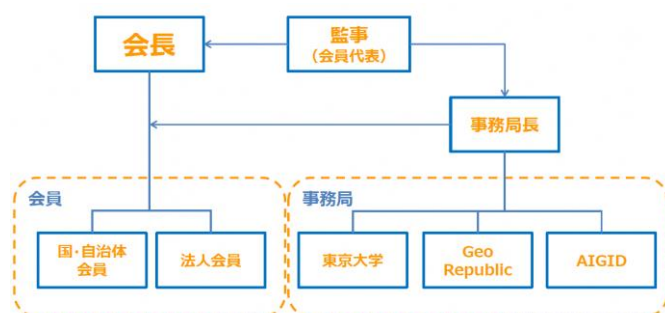 会長
監事
(会員代表)
事務局長
会員
国・自治体
会員
法人会員
事務局
東京大学
Geo
Republic
AIGID